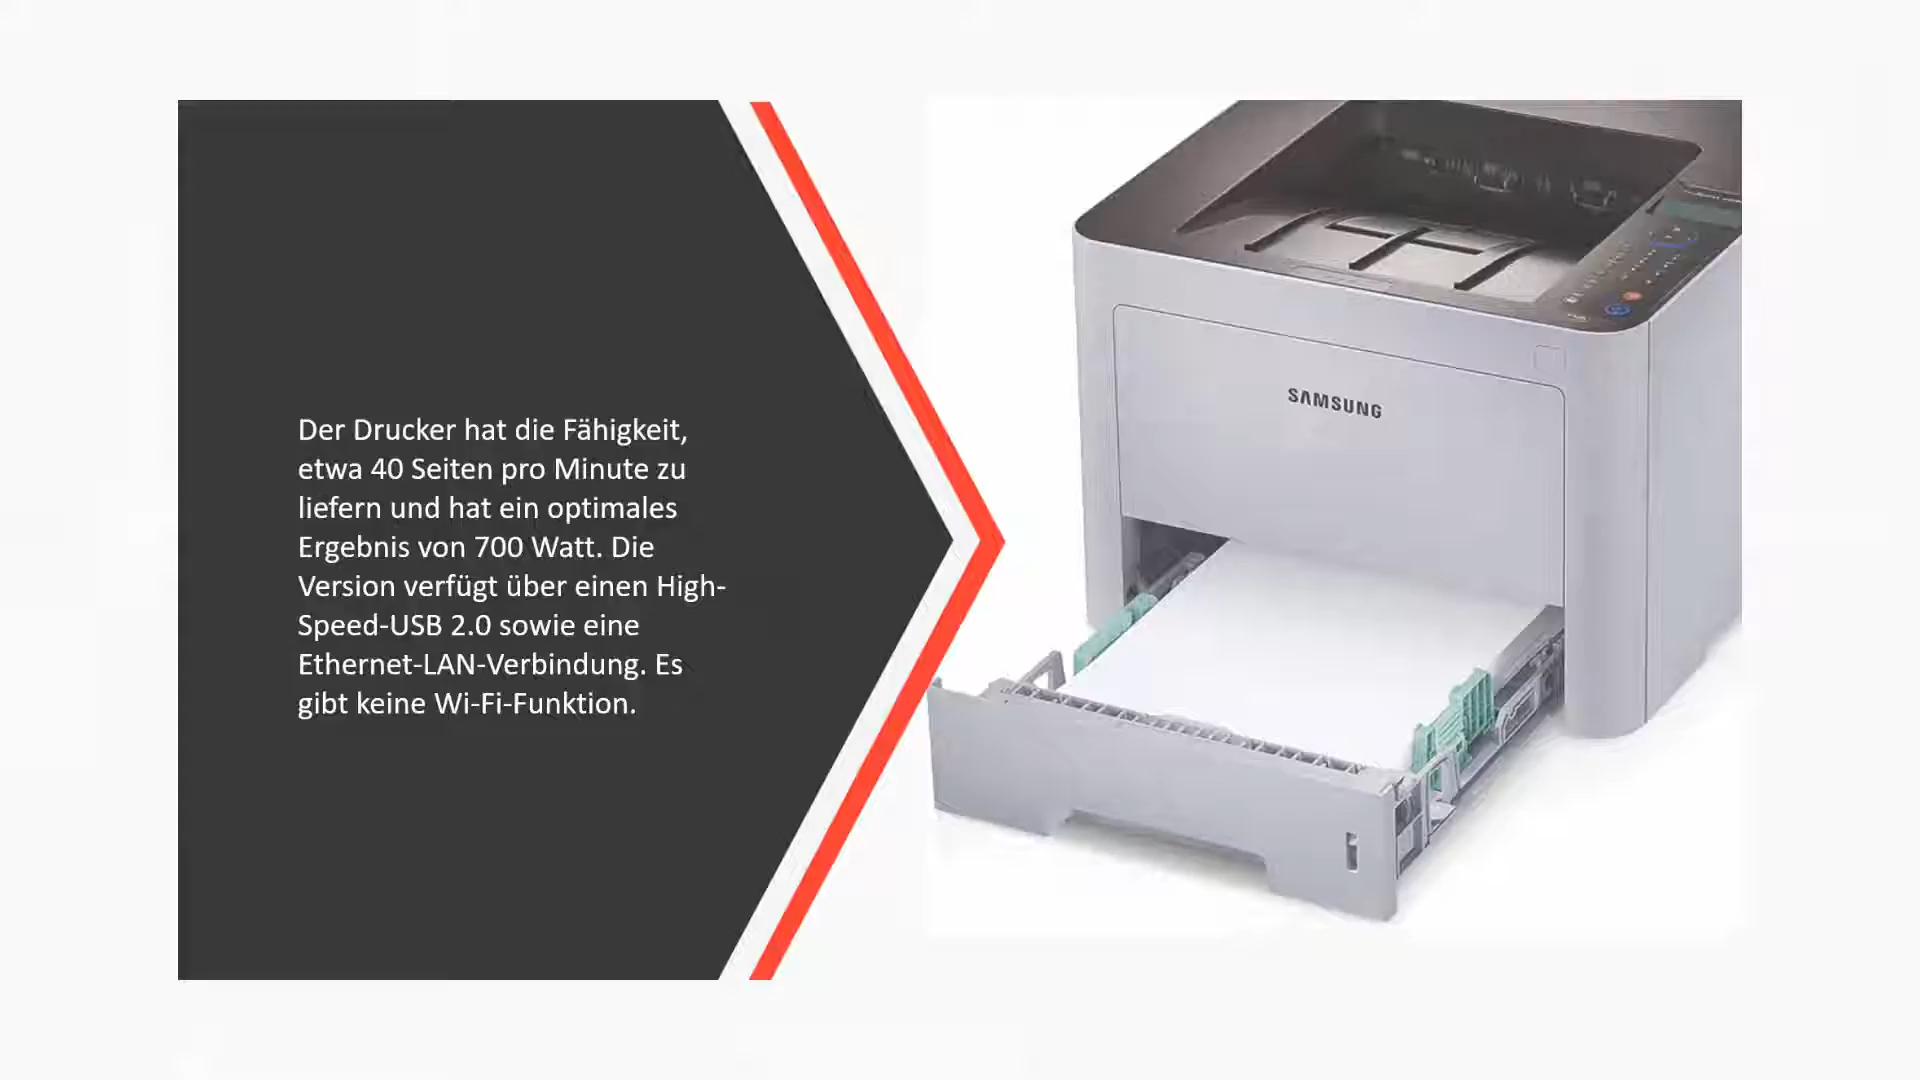 Der Drucker hat die Fähigkeit,
etwa 40 Seiten pro Minute zu
liefern und hat ein optimales
Ergebnis von 700 Watt. Die
Version verfügt über einen High-
Speed-USB 2.0 sowie eine
Ethernet-LAN-Verbindung. Es
gibt keine Wi-Fi-Funktion.
SAMSUNG